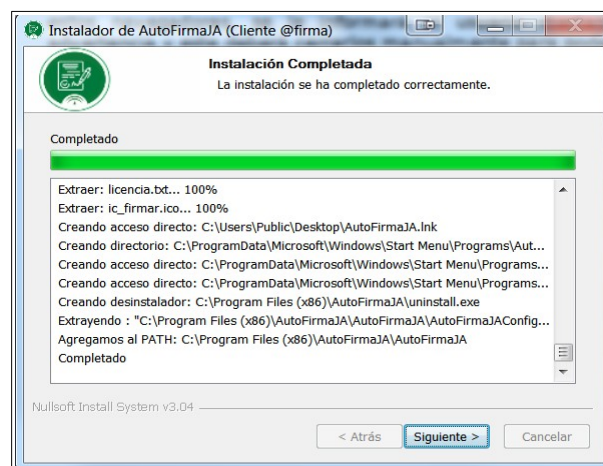 Instalador de AutoFirmaJA (Cliente @firma)
Instalación Completada
La instalación se ha completado correctamente.
Completado
Extraer: licencia.txt... 100%
Extraer: ic_firmar.ico... 100%
Creando acceso directo: C:\Users\Public\Desktop\AutoFirmaJA.lnk
Creando directorio: C:\ProgramData\Microsoft\Windows\Start Menu\Programs\Aut...
Creando acceso directo: C:\ProgramData\Microsoft\Windows\Start Menu\Programs...
Creando acceso directo: C:\ProgramData\Microsoft\Windows\Start Menu\Programs...
Creando desinstalador: C:\Program Files (x86)\AutoFirmaJA\uninstall.exe
Extrayendo : "C:\Program Files (x86)\AutoFirmaJA\AutoFirmaJA\AutoFirmaJAConfig...
Agregamos al PATH: C:\Program Files (x86)\AutoFirmaJA\AutoFirmaJA
Completado
Nullsoft Install System v3.04
< Atrás
Siguiente >
Cancelar